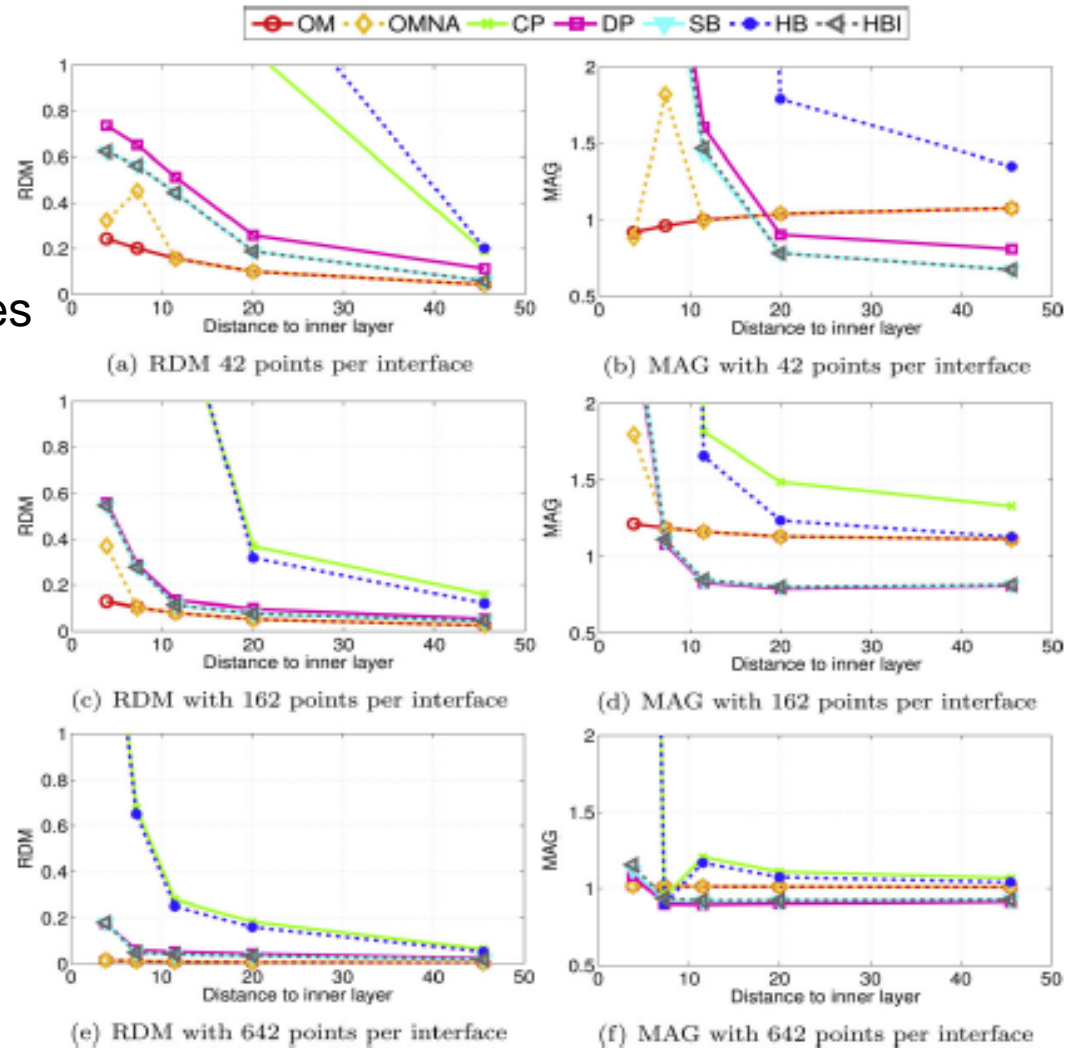 OM OMNA CP DP SB HB HBI
1
0.8
0.6
0.4
0.2
0
RDM
0 10 20 30 40 50
Distance to inner layer
(a) RDM 42 points per interface
2
1.5
1
0.5
MAG
0 10 20 30 40 50
Distance to inner layer
(b) MAG with 42 points per interface
es
1
0.8
0.6
0.4
0.2
0
RDM
0 10 20 30 40 50
Distance to inner layer
(c) RDM with 162 points per interface
2
1.5
1
0.5
MAG
0 10 20 30 40 50
Distance to inner layer
(d) MAG with 162 points per interface
1
0.8
0.6
0.4
0.2
0
RDM
0 10 20 30 40 50
Distance to inner layer
(e) RDM with 642 points per interface
2
1.5
1
0.5
MAG
0 10 20 30 40 50
Distance to inner layer
(f) MAG with 642 points per interface